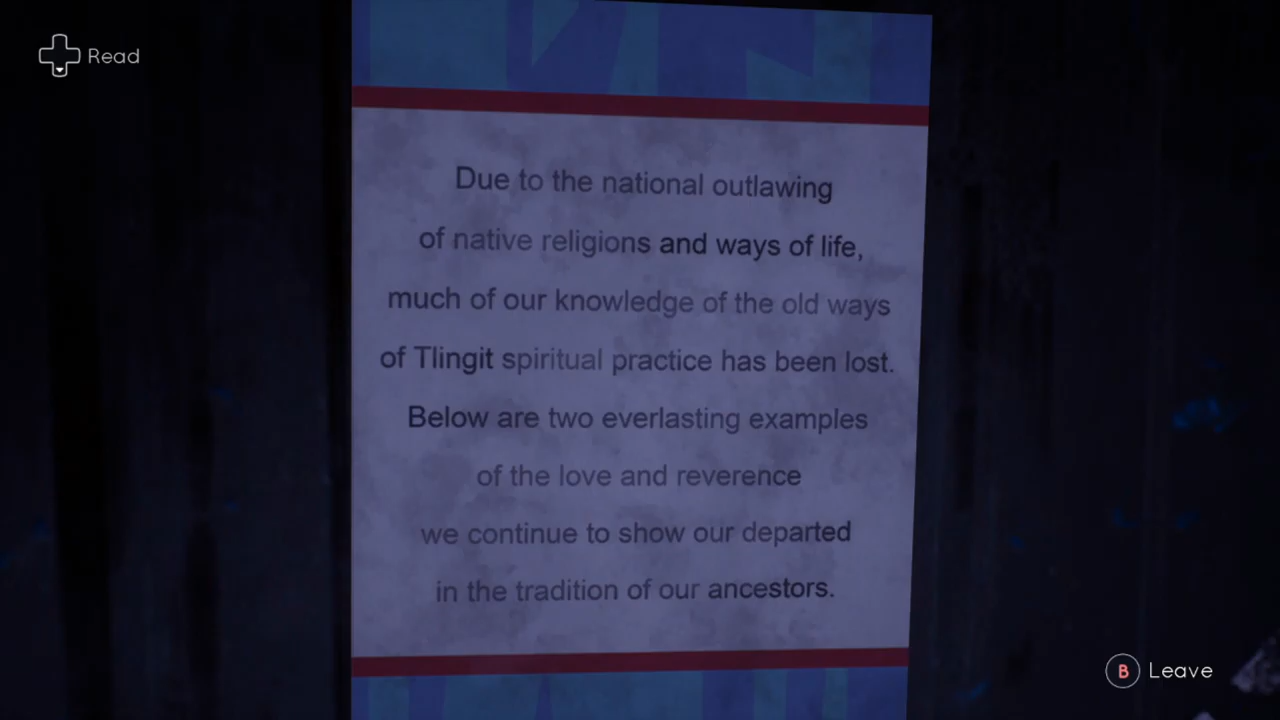 Read
Due to the national outlawing
of native religions and ways of life,
much of our knowledge of the old ways
of Tlingit spiritual practice has been lost.
Below are two everlasting examples
of the love and reverence
we continue to show our departed
in the tradition of our ancestors.
B Leave